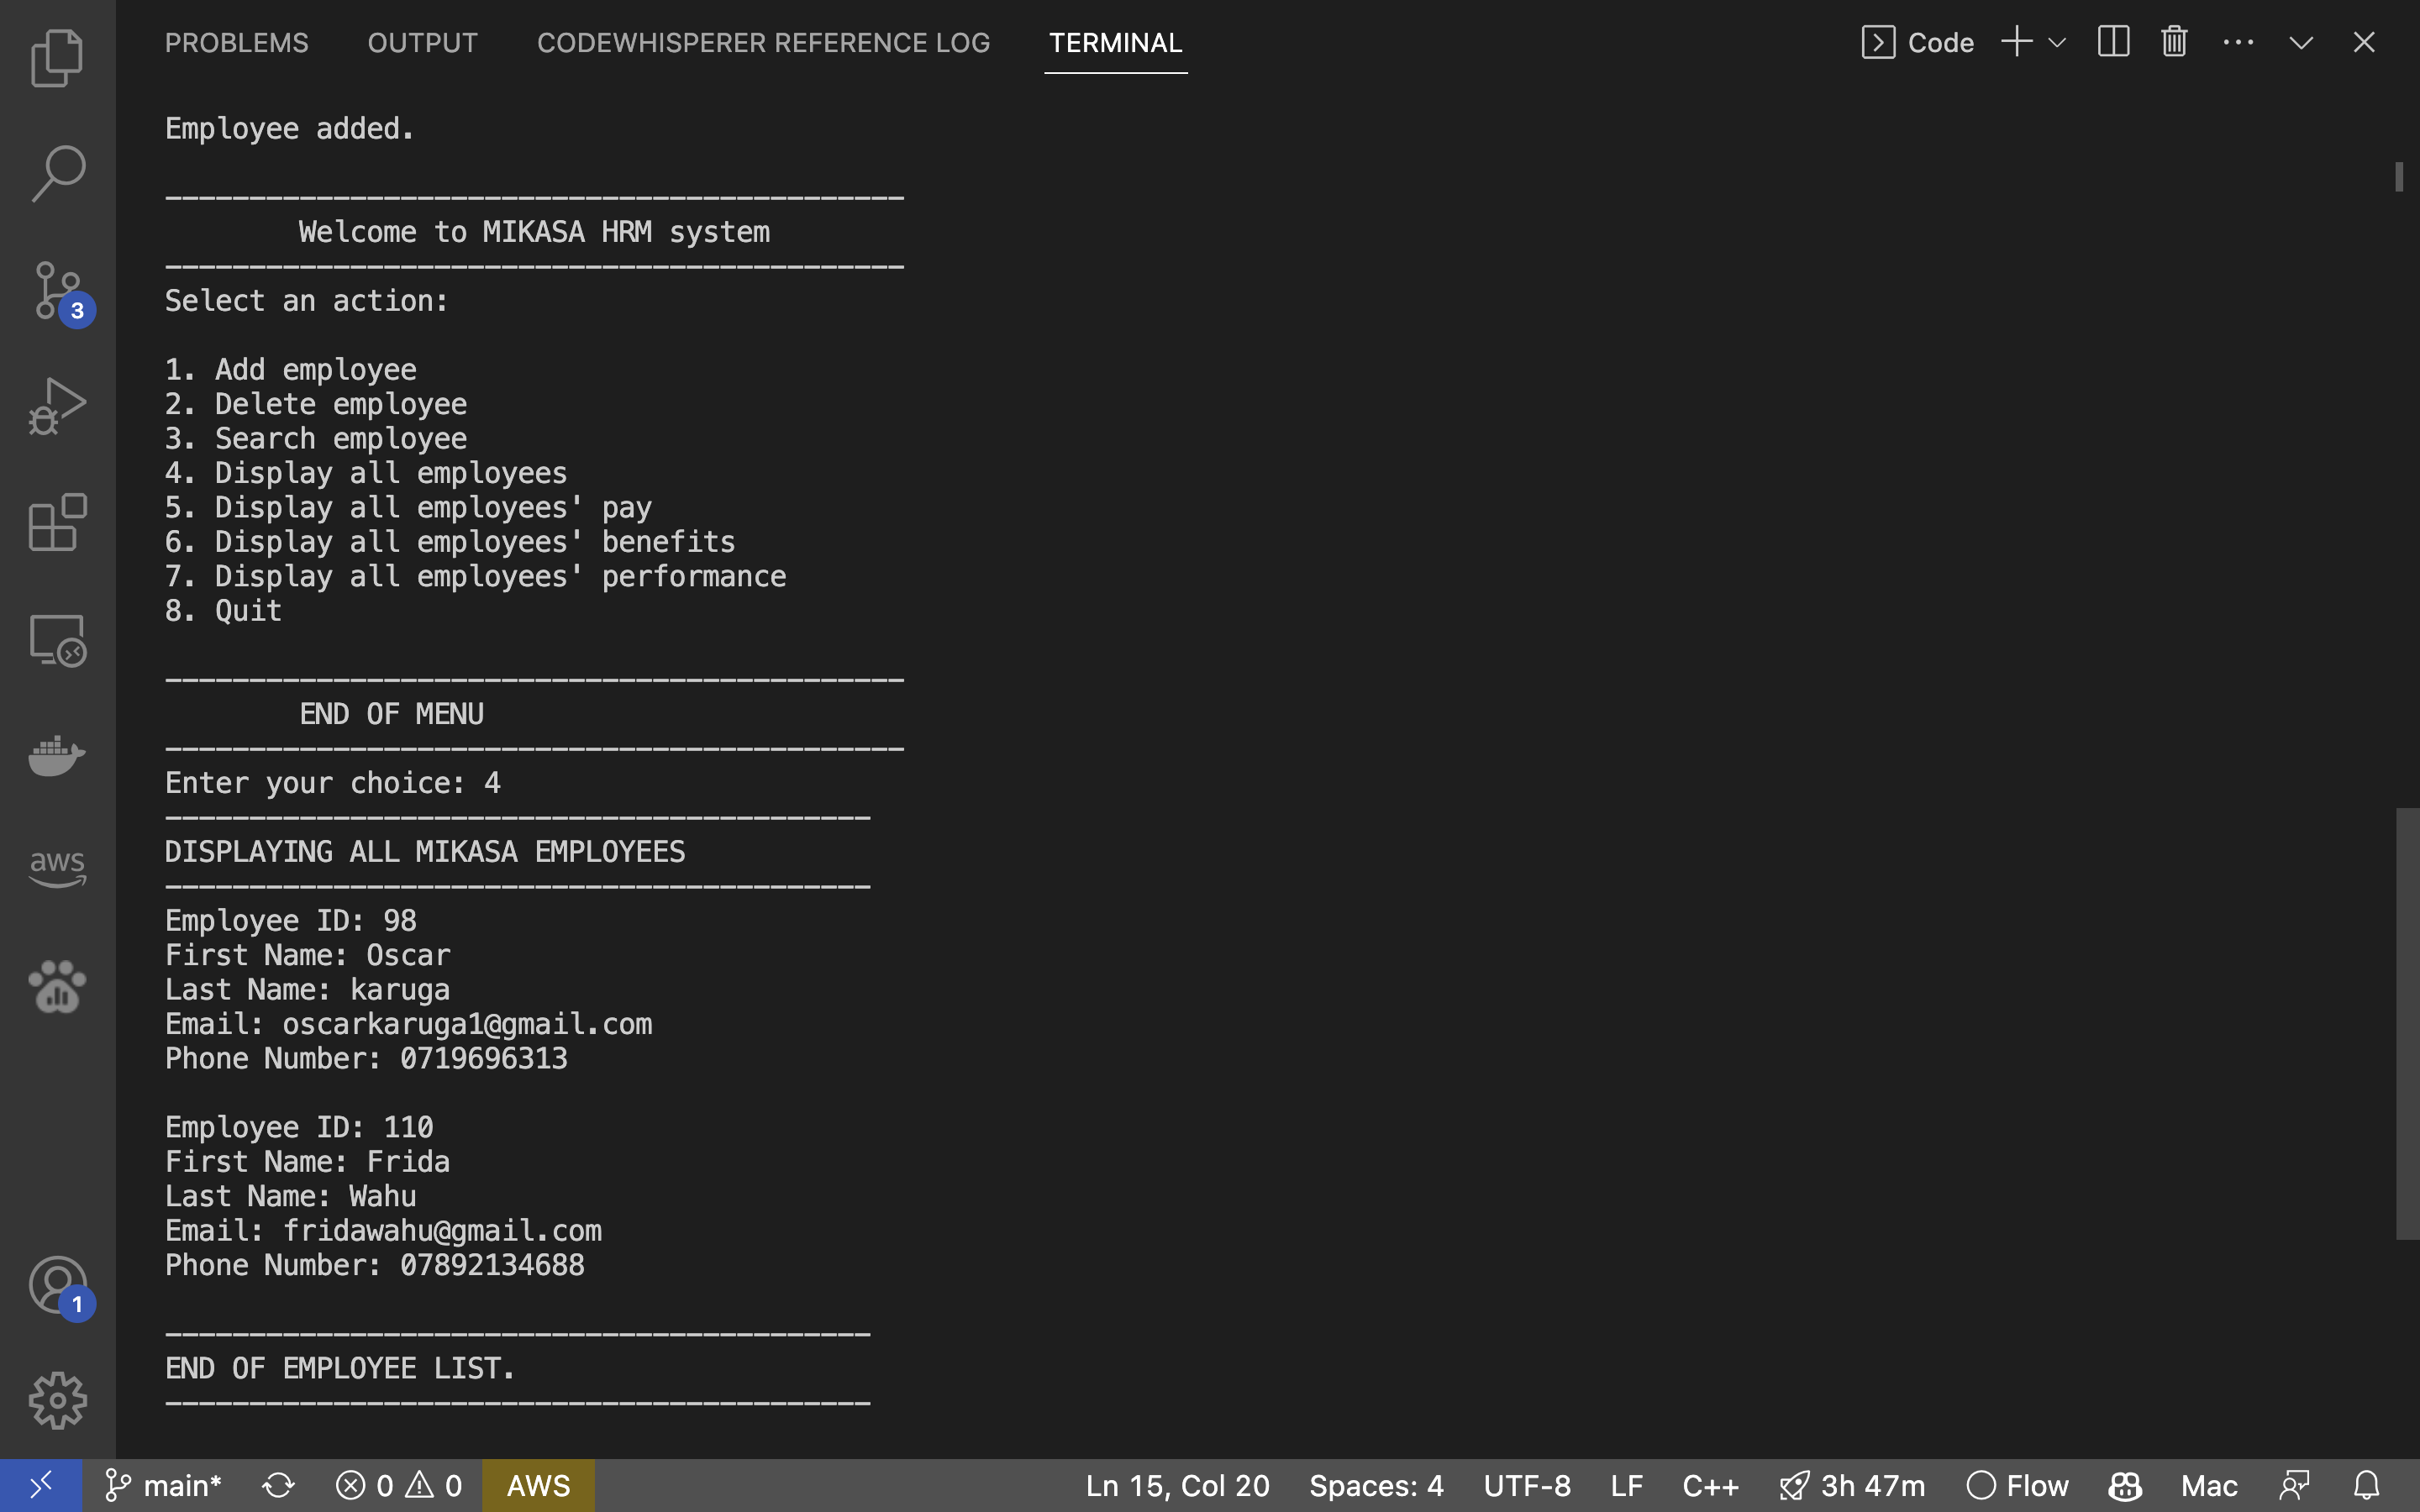 PROBLEMS OUTPUT CODEWHISPERER REFERENCE LOG TERMINAL Code
Employee added.
--------------------------------------------
        Welcome to MIKASA HRM system
--------------------------------------------
Select an action:
1. Add employee
2. Delete employee
3. Search employee
4. Display all employees
5. Display all employees' pay
6. Display all employees' benefits
7. Display all employees' performance
8. Quit
--------------------------------------------
        END OF MENU
--------------------------------------------
Enter your choice: 4
------------------------------------------
DISPLAYING ALL MIKASA EMPLOYEES
------------------------------------------
Employee ID: 98
First Name: Oscar
Last Name: karuga
Email: oscarkaruga1@gmail.com
Phone Number: 0719696313
Employee ID: 110
First Name: Frida
Last Name: Wahu
Email: fridawahu@gmail.com
Phone Number: 07892134688
------------------------------------------
END OF EMPLOYEE LIST.
------------------------------------------
3
aws
1
main* 0 0 AWS Ln 15, Col 20 Spaces: 4 UTF-8 LF C++ 3h 47m Flow Mac